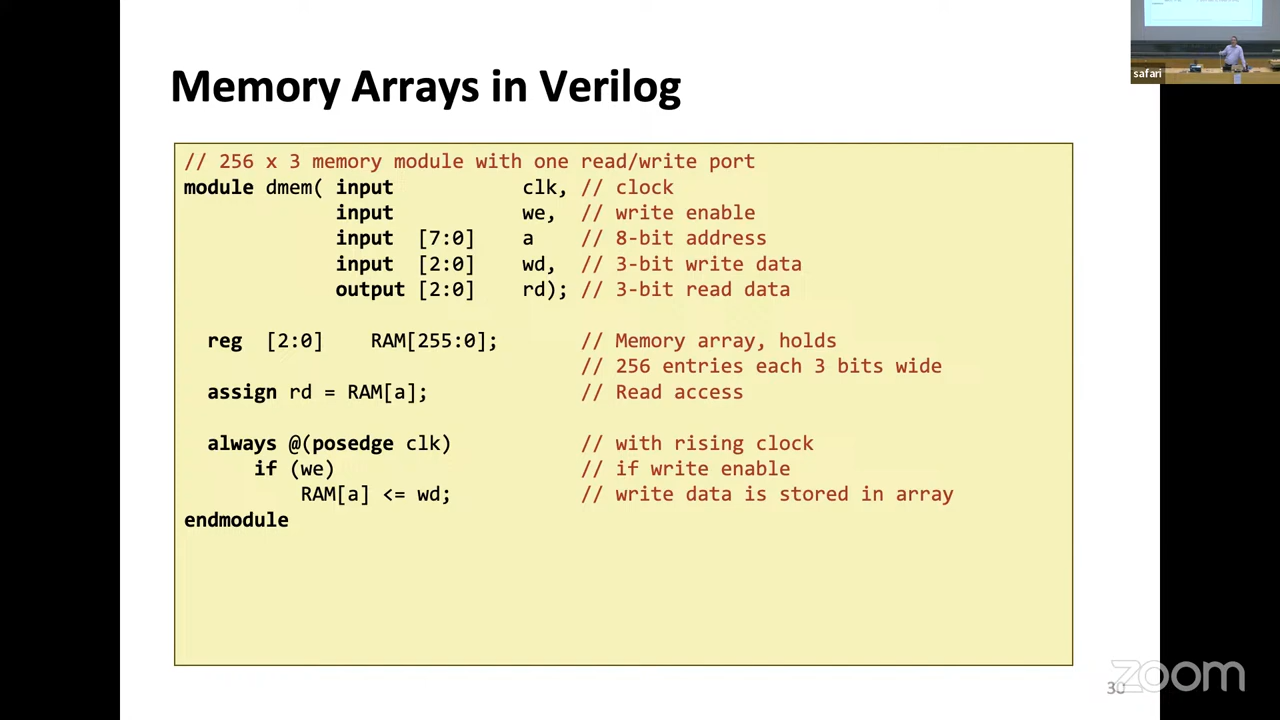 safari
Memory Arrays in Verilog
// 256 x 3 memory module with one read/write port
module dmem( input clk, // clock
input we, // write enable
input [7:0] a // 8-bit address
input [2:0] wd, // 3-bit write data
output [2:0] rd); // 3-bit read data
reg [2:0] RAM[255:0]; // Memory array, holds
// 256 entries each 3 bits wide
assign rd = RAM[a]; // Read access
always @(posedge clk) // with rising clock
if (we) // if write enable
RAM[a] <= wd; // write data is stored in array
endmodule
30
zoom